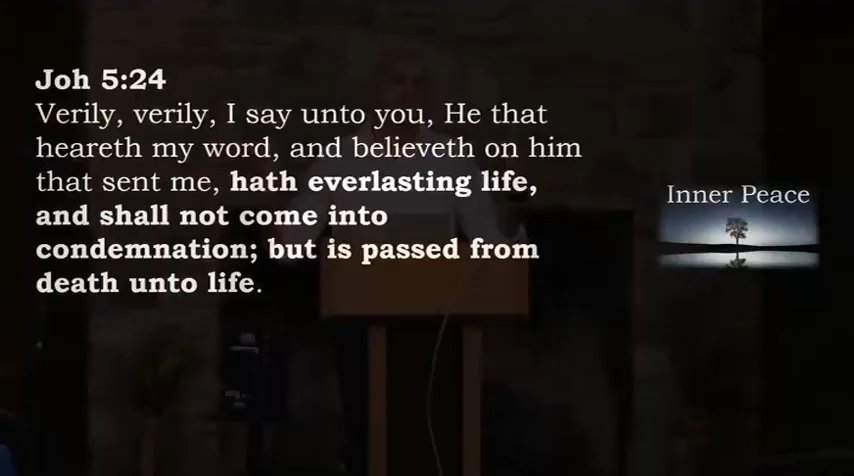 Joh 5:24
Verily, verily, I say unto you, He that
heareth my word, and believeth on him
that sent me, hath everlasting life,
and shall not come into
condemnation; but is passed from
death unto life.
Inner Peace